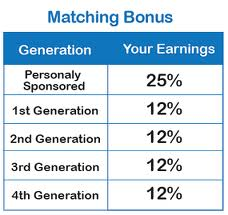 Matching Bonus
Generation Your Earnings
Personaly
Sponsored 25%
1st Generation 12%
2nd Generation 12%
3rd Generation 12%
4th Generation 12%